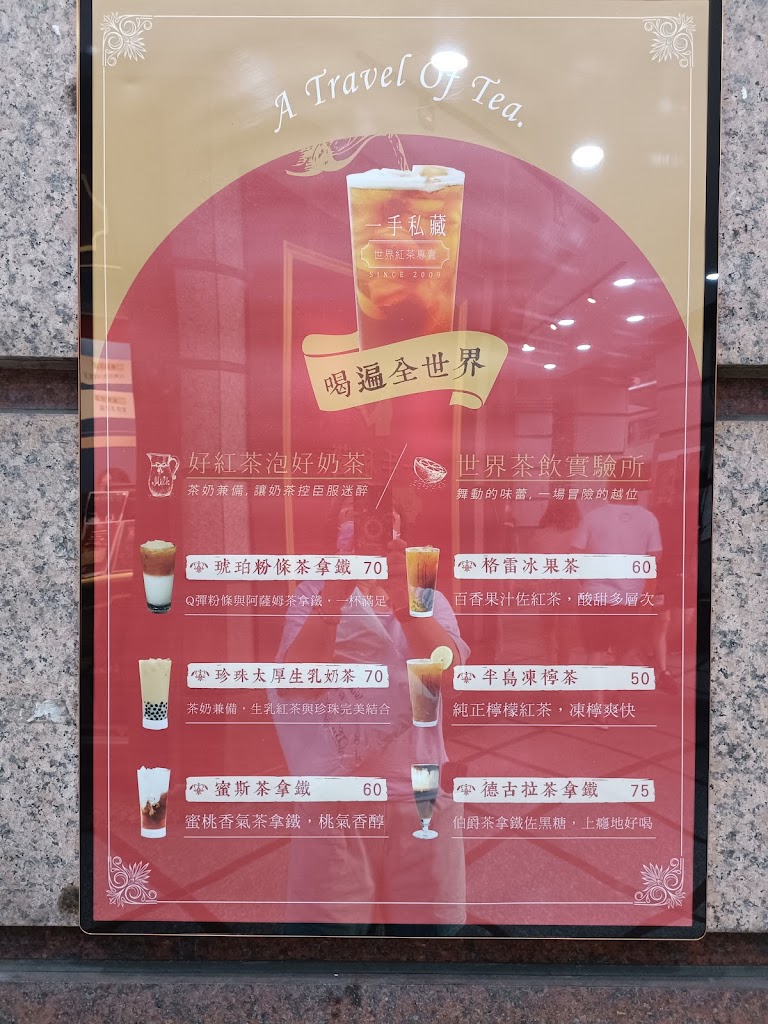 A Travel Of Tea.
一手私藏
世界紅茶專賣
SINCE 2009
喝遍全世界
好紅茶泡好奶茶
茶奶兼備, 讓奶茶控臣服迷醉
Milk
琥珀粉條茶拿鐵 70
Q彈粉條與阿薩姆茶拿鐵，一杯滿足
珍珠太厚生乳奶茶 70
茶奶兼備，生乳紅茶與珍珠完美結合
蜜斯茶拿鐵 60
蜜桃香氣茶拿鐵，桃氣香醇
世界茶飲實驗所
舞動的味蕾, 一場冒險的越位
格雷冰果茶 60
百香果汁佐紅茶，酸甜多層次
半島凍檸茶 50
純正檸檬紅茶，凍檸爽快
德古拉茶拿鐵 75
伯爵茶拿鐵佐黑糖，上癮地好喝